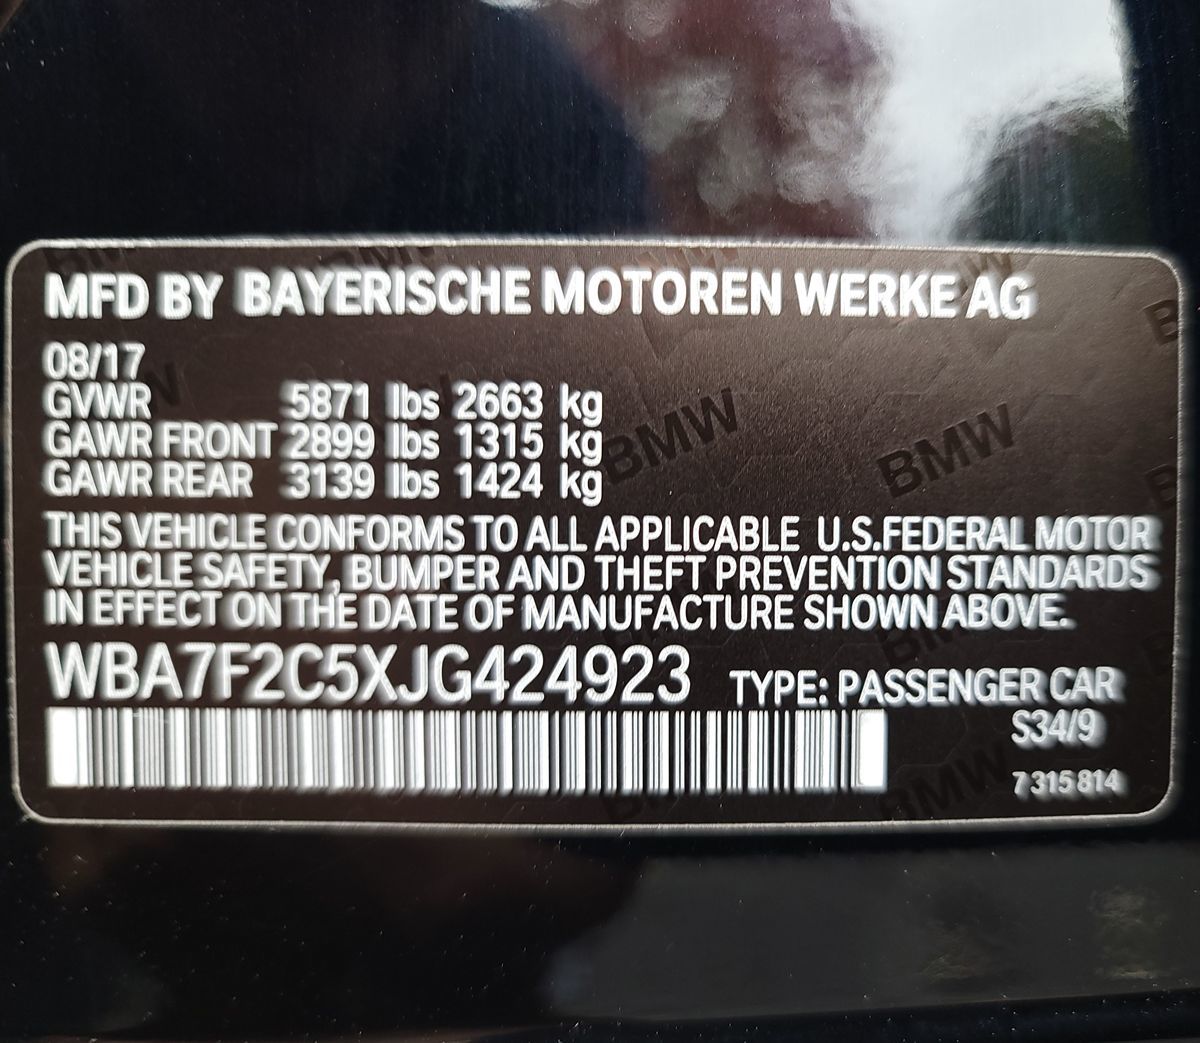 MFD BY BAYERISCHE MOTOREN WERKE AG
08/17
GVWR 5871 lbs 2663 kg
GAWR FRONT 2899 lbs 1315 kg
GAWR REAR 3139 lbs 1424 kg
THIS VEHICLE CONFORMS TO ALL APPLICABLE U.S.FEDERAL MOTOR
VEHICLE SAFETY, BUMPER AND THEFT PREVENTION STANDARDS
IN EFFECT ON THE DATE OF MANUFACTURE SHOWN ABOVE.
WBA7F2C5XJG424923 TYPE: PASSENGER CAR
S34/9
7 315 814
BMW
BMW
BMW